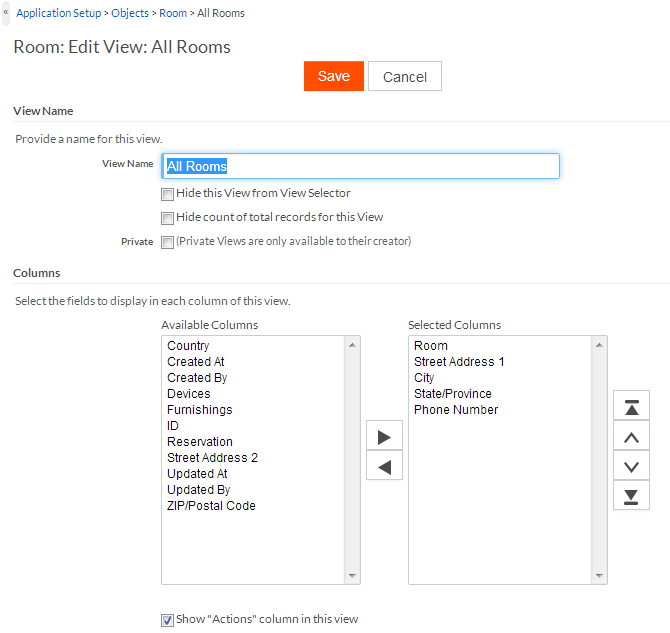 « Application Setup > Objects > Room > All Rooms
Room: Edit View: All Rooms
Save Cancel
View Name
Provide a name for this view.
View Name All Rooms
Hide this View from View Selector
Hide count of total records for this View
Private (Private Views are only available to their creator)
Columns
Select the fields to display in each column of this view.
Available Columns
Country
Created At
Created By
Devices
Furnishings
ID
Reservation
Street Address 2
Updated At
Updated By
ZIP/Postal Code
Selected Columns
Room
Street Address 1
City
State/Province
Phone Number
Show "Actions" column in this view